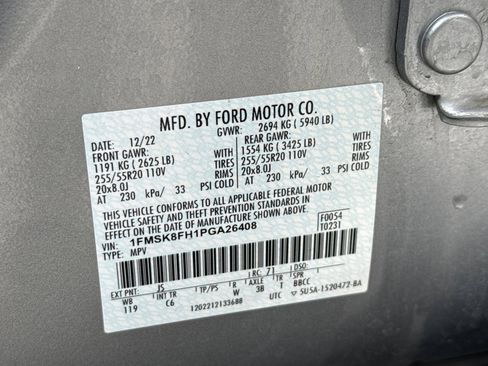 MFD. BY FORD MOTOR CO.
DATE: 12/22 GVWR: 2694 KG ( 5940 LB)
FRONT GAWR: REAR GAWR:
1191 KG ( 2625 LB) WITH 1554 KG ( 3425 LB) WITH
255/55R20 110V TIRES 255/55R20 110V TIRES
20x8.0J RIMS 20x8.0J RIMS
AT 230 kPa/ 33 PSI COLD AT 230 kPa/ 33 PSI COLD
THIS VEHICLE CONFORMS TO ALL APPLICABLE FEDERAL MOTOR
VEHICLE SAFETY AND THEFT PREVENTION STANDARDS IN
EFFECT ON THE DATE OF MANUFACTURE SHOWN ABOVE.
VIN: 1FMSK8FH1PGA26408 F0054
TYPE: MPV T0231
EXT PNT: JS RC: 71 DSO:
WB INT TR TP/PS R AXLE TR SPR
119 C6 W 3B T BBCC
1202212133688 UTC ▽ 5U5A-1520472-BA